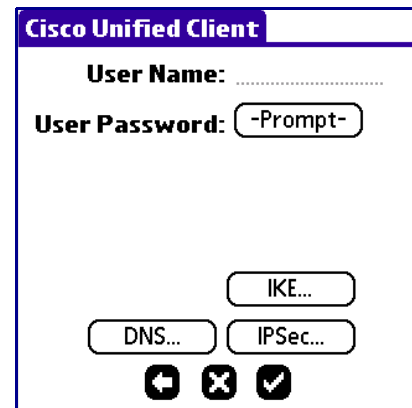 Cisco Unified Client
User Name:
User Password: -Prompt-
IKE...
DNS... IPSec...